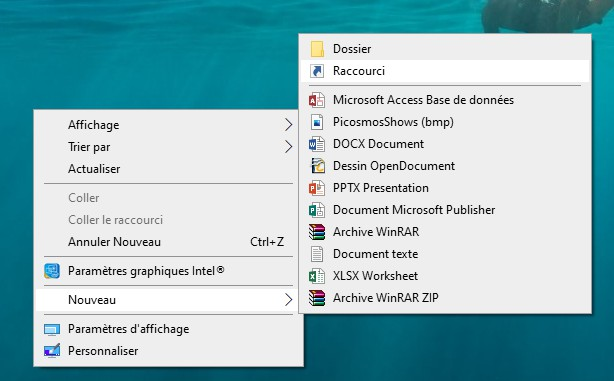 Affichage
Trier par
Actualiser
Coller
Coller le raccourci
Annuler Nouveau Ctrl+Z
Paramètres graphiques Intel®
Nouveau
Paramètres d'affichage
Personnaliser
Dossier
Raccourci
Microsoft Access Base de données
PicosmosShows (bmp)
DOCX Document
Dessin OpenDocument
PPTX Presentation
Document Microsoft Publisher
Archive WinRAR
Document texte
XLSX Worksheet
Archive WinRAR ZIP